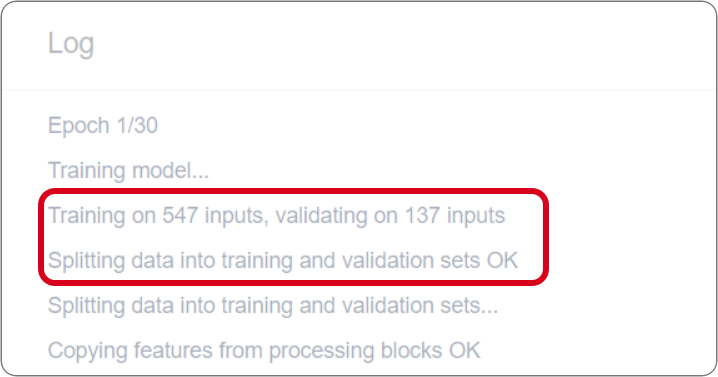 Log
Epoch 1/30
Training model...
Training on 547 inputs, validating on 137 inputs
Splitting data into training and validation sets OK
Splitting data into training and validation sets...
Copying features from processing blocks OK